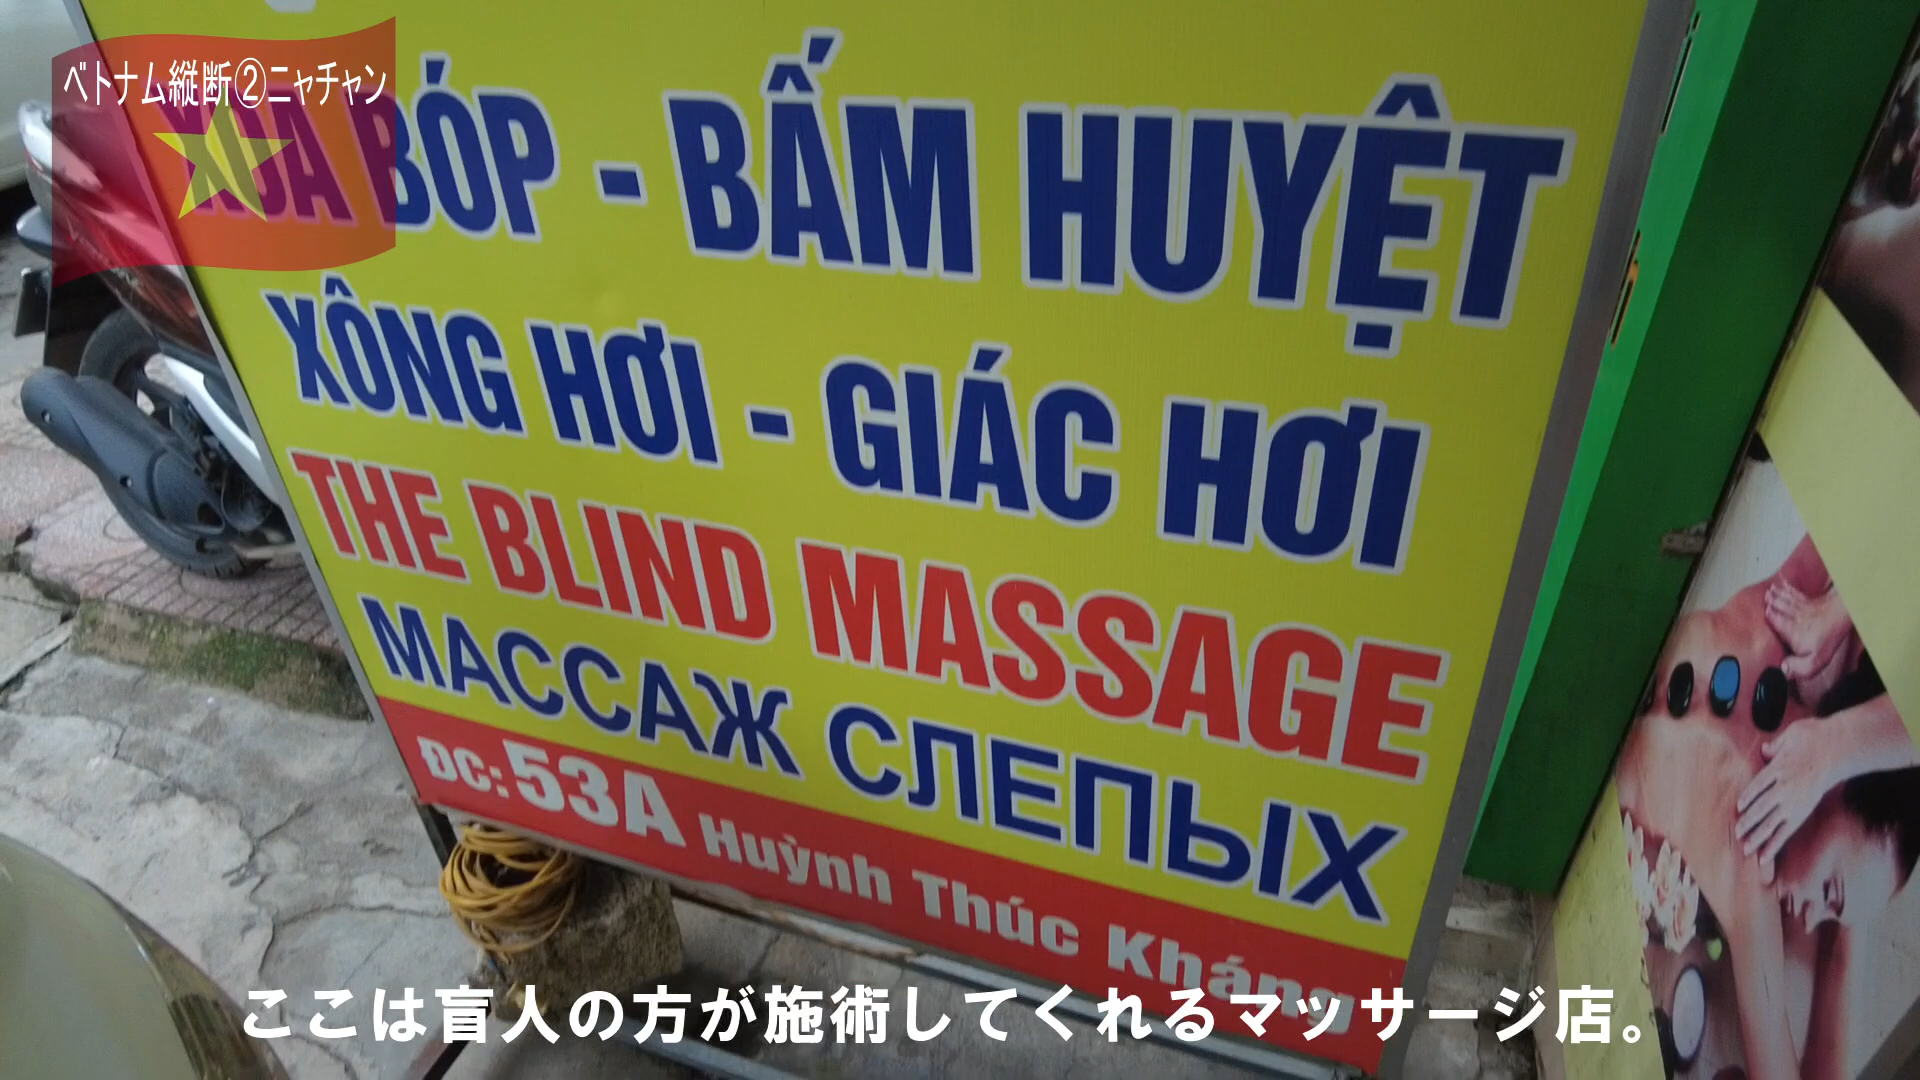 ベトナム縦断②ニャチャン
XOA BÓP - BẤM HUYỆT
XÔNG HƠI - GIÁC HƠI
THE BLIND MASSAGE
МАССАЖ СЛЕПЫХ
ĐC: 53A Huỳnh Thúc Kháng
ここは盲人の方が施術してくれるマッサージ店。